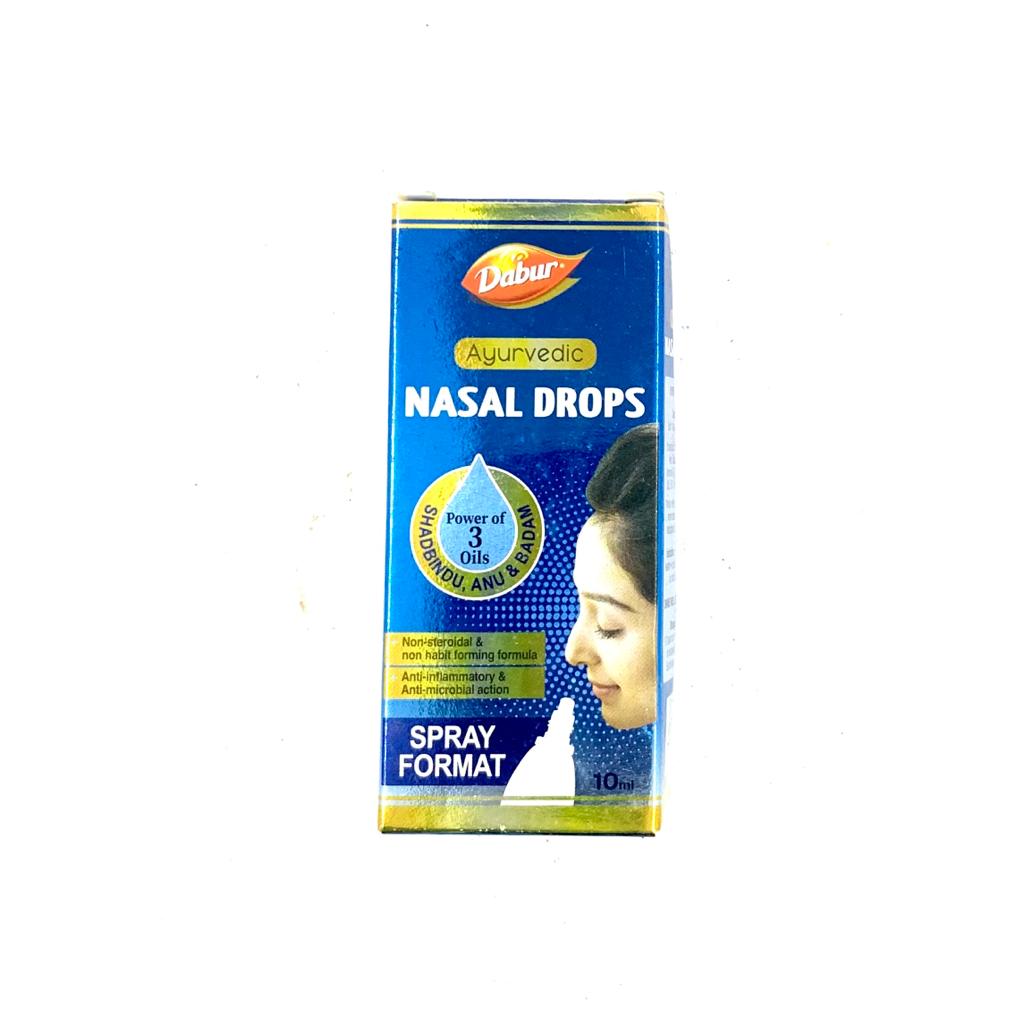 Dabur
Ayurvedic
NASAL DROPS
Power of
3
Oils
SHADBINDU, ANU & BADAM
Non-steroidal &
non habit forming formula
Anti-inflammatory &
Anti-microbial action
SPRAY
FORMAT
10ml